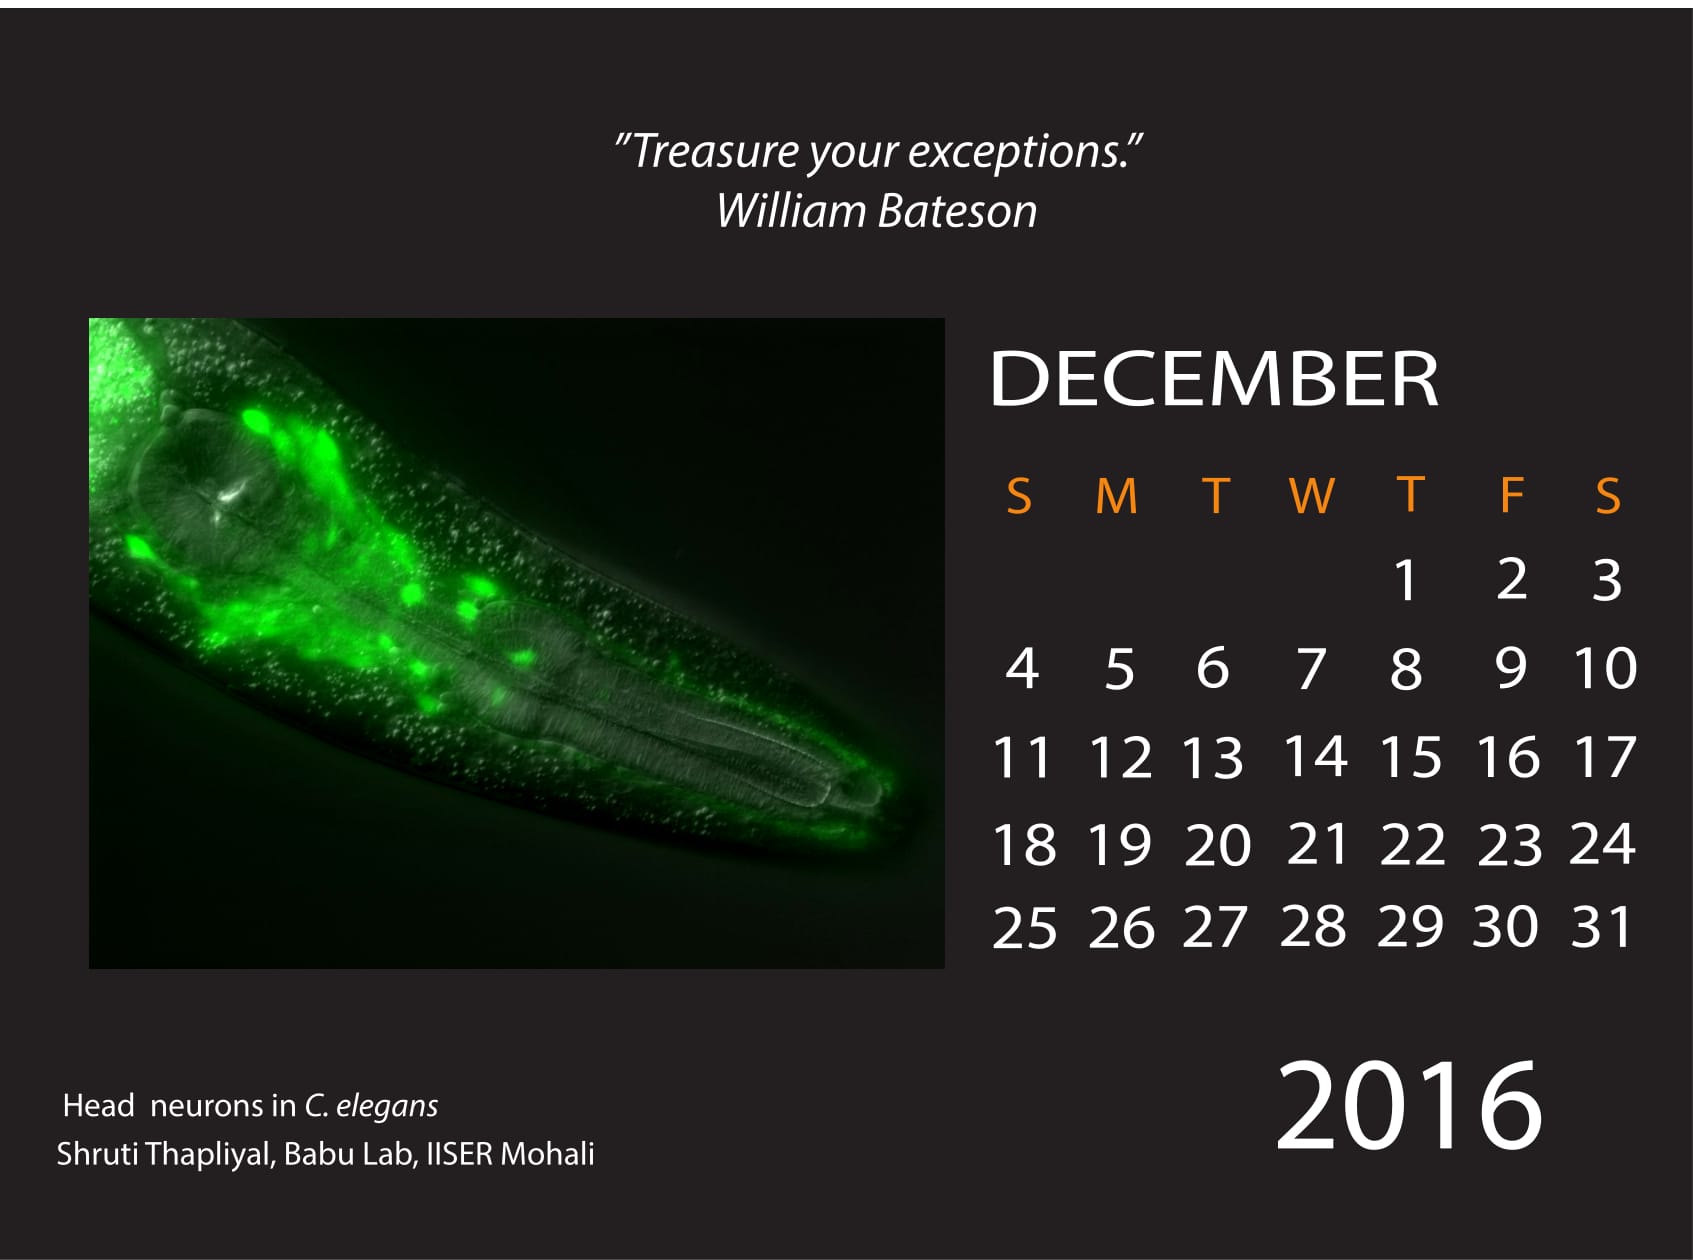 "Treasure your exceptions."
William Bateson
DECEMBER
S M T W T F S
1 2 3
4 5 6 7 8 9 10
11 12 13 14 15 16 17
18 19 20 21 22 23 24
25 26 27 28 29 30 31
2016
Head neurons in C. elegans
Shruti Thapliyal, Babu Lab, IISER Mohali